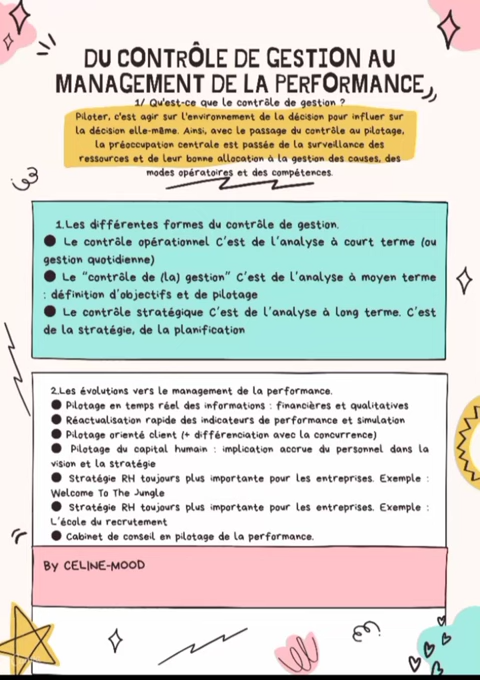 DU CONTRÔLE DE GESTION AU
MANAGEMENT DE LA PERFORMANCE
1/ Qu'est-ce que le contrôle de gestion ?
Piloter, c'est agir sur l'environnement de la décision pour influer sur
la décision elle-même. Ainsi, avec le passage du contrôle au pilotage,
la préoccupation centrale est passée de la surveillance des
ressources et de leur bonne allocation à la gestion des causes, des
modes opératoires et des compétences.
1.Les différentes formes du contrôle de gestion.
● Le contrôle opérationnel C'est de l'analyse à court terme (ou
gestion quotidienne)
● Le "contrôle de (la) gestion" C'est de l'analyse à moyen terme
: définition d'objectifs et de pilotage
● Le contrôle stratégique C'est de l'analyse à long terme. C'est
de la stratégie, de la planification
2.Les évolutions vers le management de la performance.
● Pilotage en temps réel des informations : financières et qualitatives
● Réactualisation rapide des indicateurs de performance et simulation
● Pilotage orienté client (+ différenciation avec la concurrence)
● Pilotage du capital humain : implication accrue du personnel dans la
vision et la stratégie
● Stratégie RH toujours plus importante pour les entreprises. Exemple :
Welcome To The Jungle
● Stratégie RH toujours plus importante pour les entreprises. Exemple :
L'école du recrutement
● Cabinet de conseil en pilotage de la performance.
By CELINE-MOOD